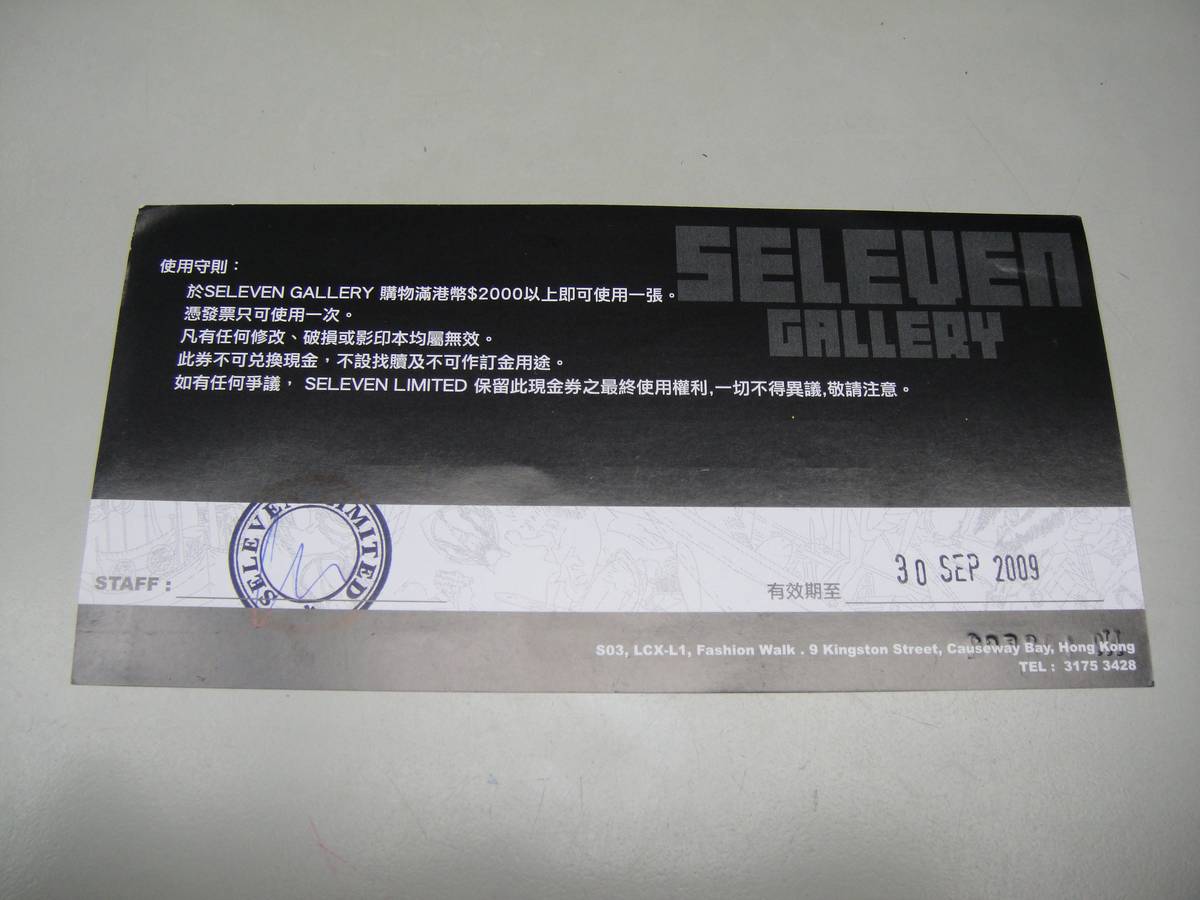 SELEVEN
GALLERY
使用守則：
於SELEVEN GALLERY 購物滿港幣$2000以上即可使用一張。
憑發票只可使用一次。
凡有任何修改、破損或影印本均屬無效。
此券不可兌換現金，不設找贖及不可作訂金用途。
如有任何爭議， SELEVEN LIMITED 保留此現金券之最終使用權利,一切不得異議,敬請注意。
SELEVEN LIMITED
STAFF :
有效期至 30 SEP 2009
S03, LCX-L1, Fashion Walk . 9 Kingston Street, Causeway Bay, Hong Kong
TEL : 3175 3428